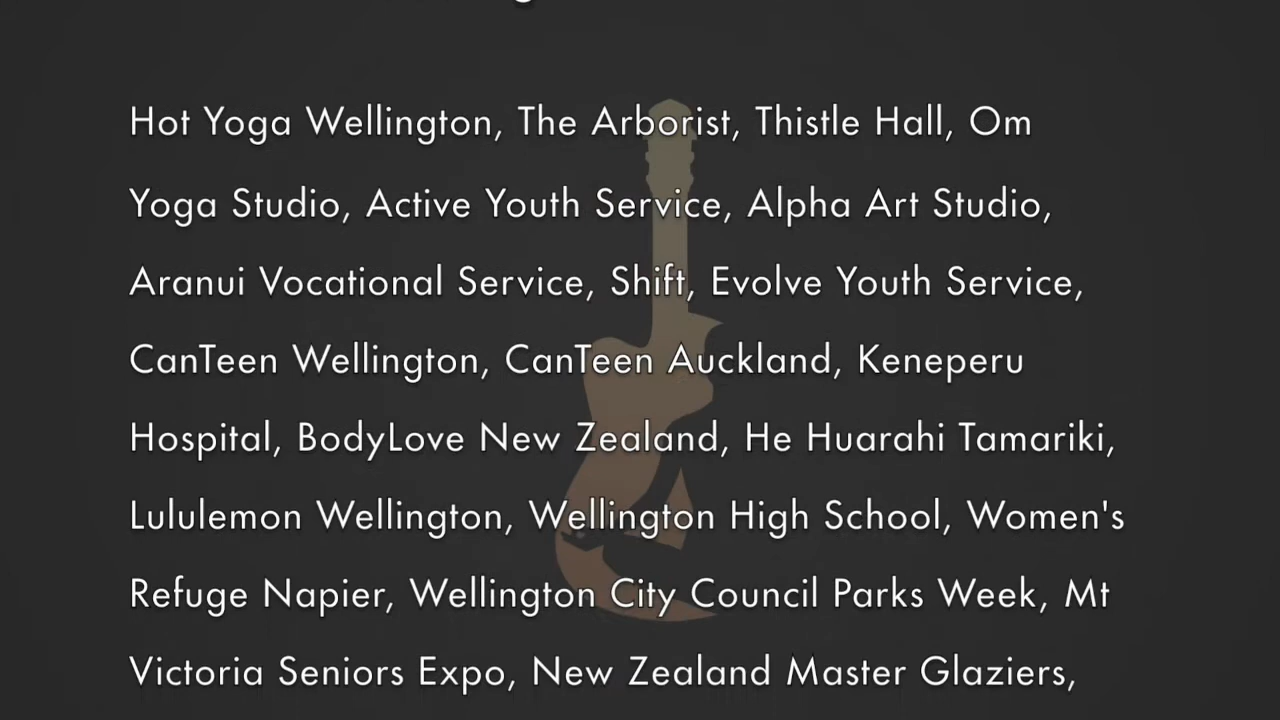 Hot Yoga Wellington, The Arborist, Thistle Hall, Om
Yoga Studio, Active Youth Service, Alpha Art Studio,
Aranui Vocational Service, Shift, Evolve Youth Service,
CanTeen Wellington, CanTeen Auckland, Keneperu
Hospital, BodyLove New Zealand, He Huarahi Tamariki,
Lululemon Wellington, Wellington High School, Women's
Refuge Napier, Wellington City Council Parks Week, Mt
Victoria Seniors Expo, New Zealand Master Glaziers,